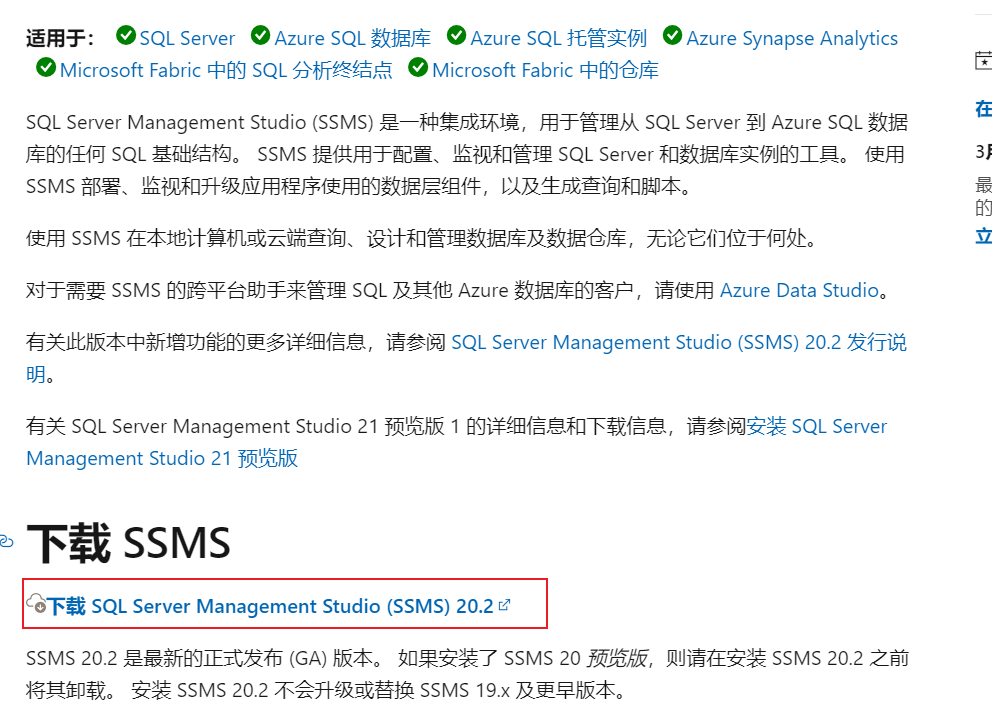 适用于： SQL Server Azure SQL 数据库 Azure SQL 托管实例 Azure Synapse Analytics
Microsoft Fabric 中的 SQL 分析终结点 Microsoft Fabric 中的仓库
SQL Server Management Studio (SSMS) 是一种集成环境，用于管理从 SQL Server 到 Azure SQL 数据
库的任何 SQL 基础结构。 SSMS 提供用于配置、监视和管理 SQL Server 和数据库实例的工具。 使用
SSMS 部署、监视和升级应用程序使用的数据层组件，以及生成查询和脚本。
使用 SSMS 在本地计算机或云端查询、设计和管理数据库及数据仓库，无论它们位于何处。
对于需要 SSMS 的跨平台助手来管理 SQL 及其他 Azure 数据库的客户，请使用 Azure Data Studio。
有关此版本中新增功能的更多详细信息，请参阅 SQL Server Management Studio (SSMS) 20.2 发行说
明。
有关 SQL Server Management Studio 21 预览版 1 的详细信息和下载信息，请参阅安装 SQL Server
Management Studio 21 预览版
下载 SSMS
下载 SQL Server Management Studio (SSMS) 20.2
SSMS 20.2 是最新的正式发布 (GA) 版本。 如果安装了 SSMS 20 预览版，则请在安装 SSMS 20.2 之前
将其卸载。 安装 SSMS 20.2 不会升级或替换 SSMS 19.x 及更早版本。
在
3月
最
的
立